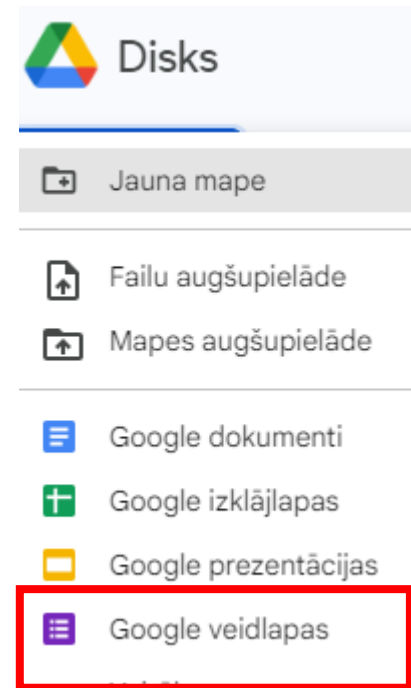 Disks
Jauna mape
Failu augšupielāde
Mapes augšupielāde
Google dokumenti
Google izklājlapas
Google prezentācijas
Google veidlapas